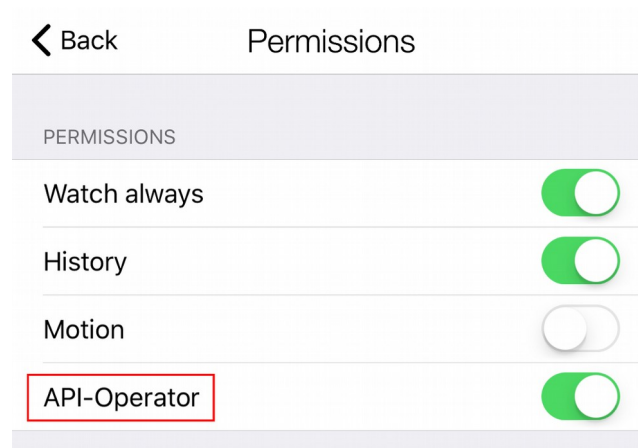 Back Permissions
PERMISSIONS
Watch always
History
Motion
API-Operator